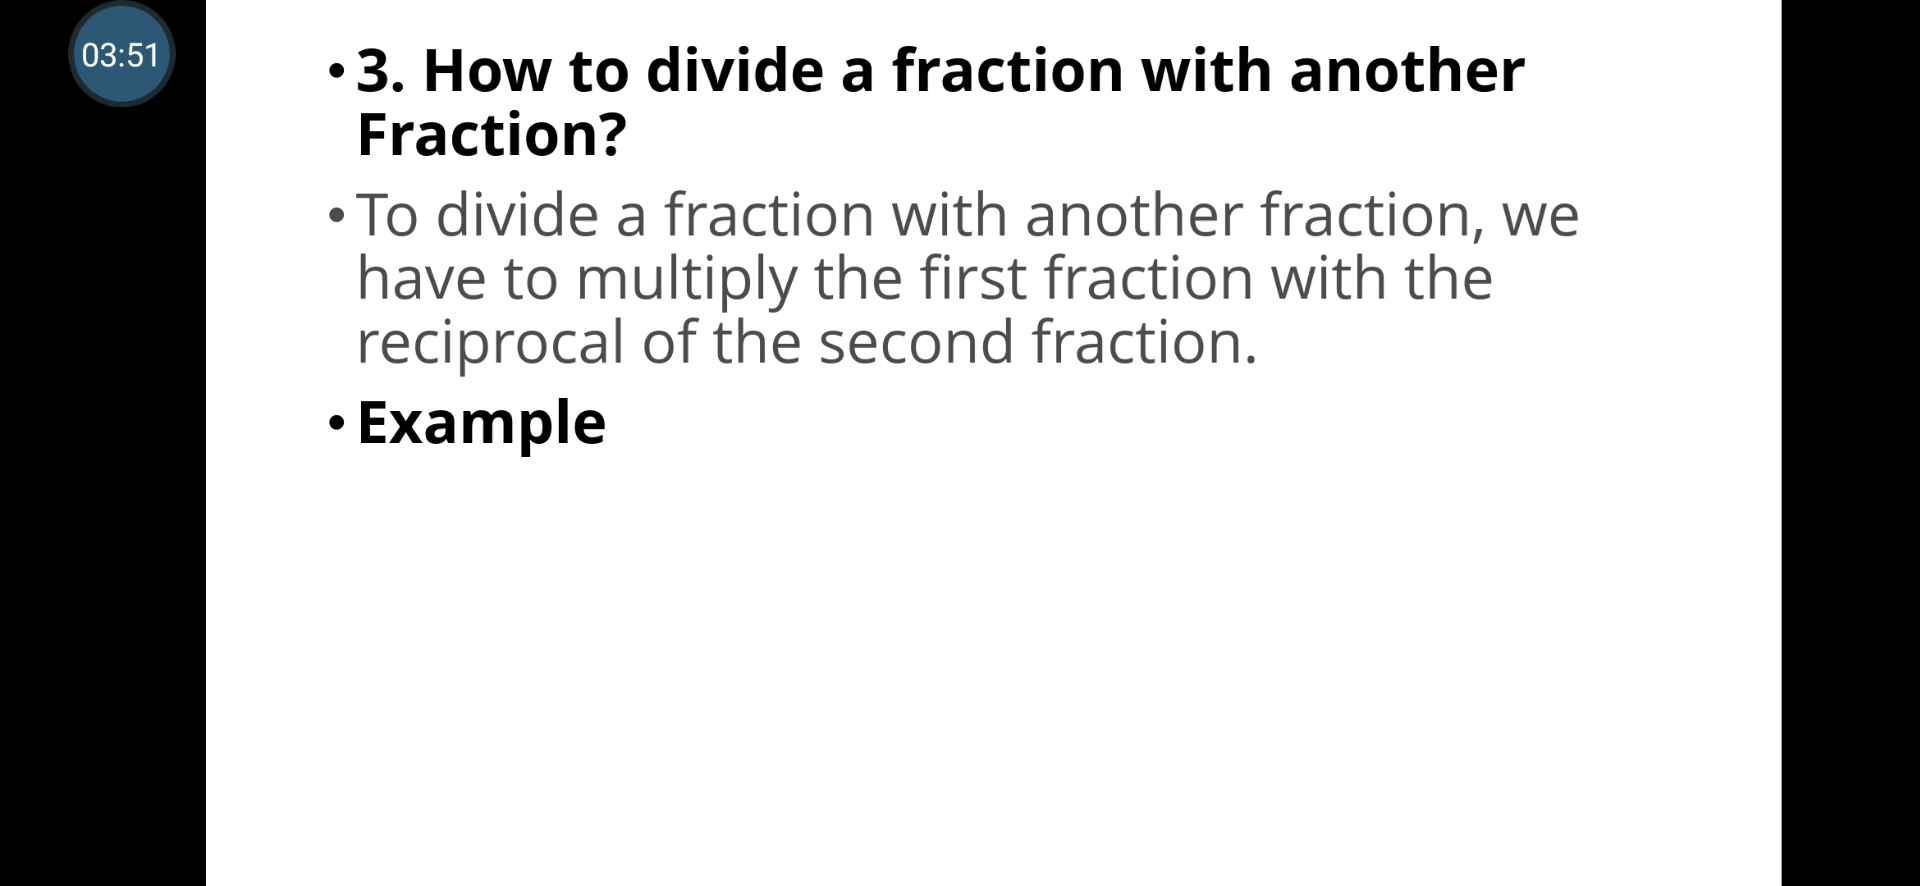 03:51
• 3. How to divide a fraction with another
Fraction?
• To divide a fraction with another fraction, we
have to multiply the first fraction with the
reciprocal of the second fraction.
• Example